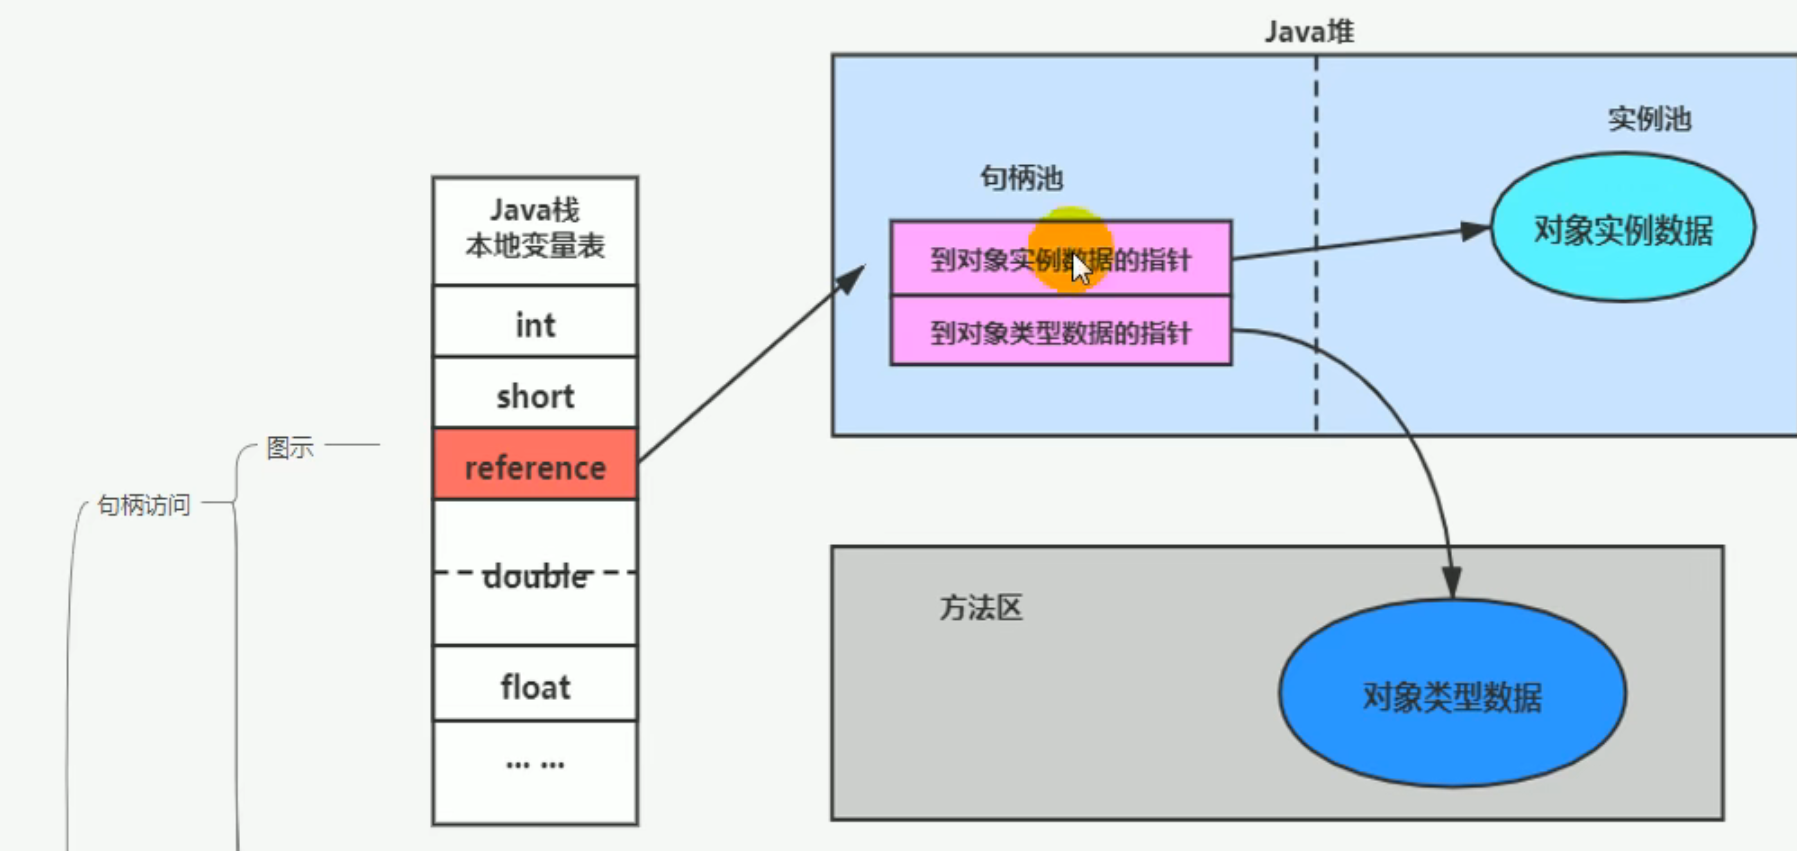 Java堆
实例池
句柄池
Java栈
本地变量表
到对象实例数据的指针
对象实例数据
int
到对象类型数据的指针
short
图示
reference
句柄访问
double
方法区
float
对象类型数据
... ...